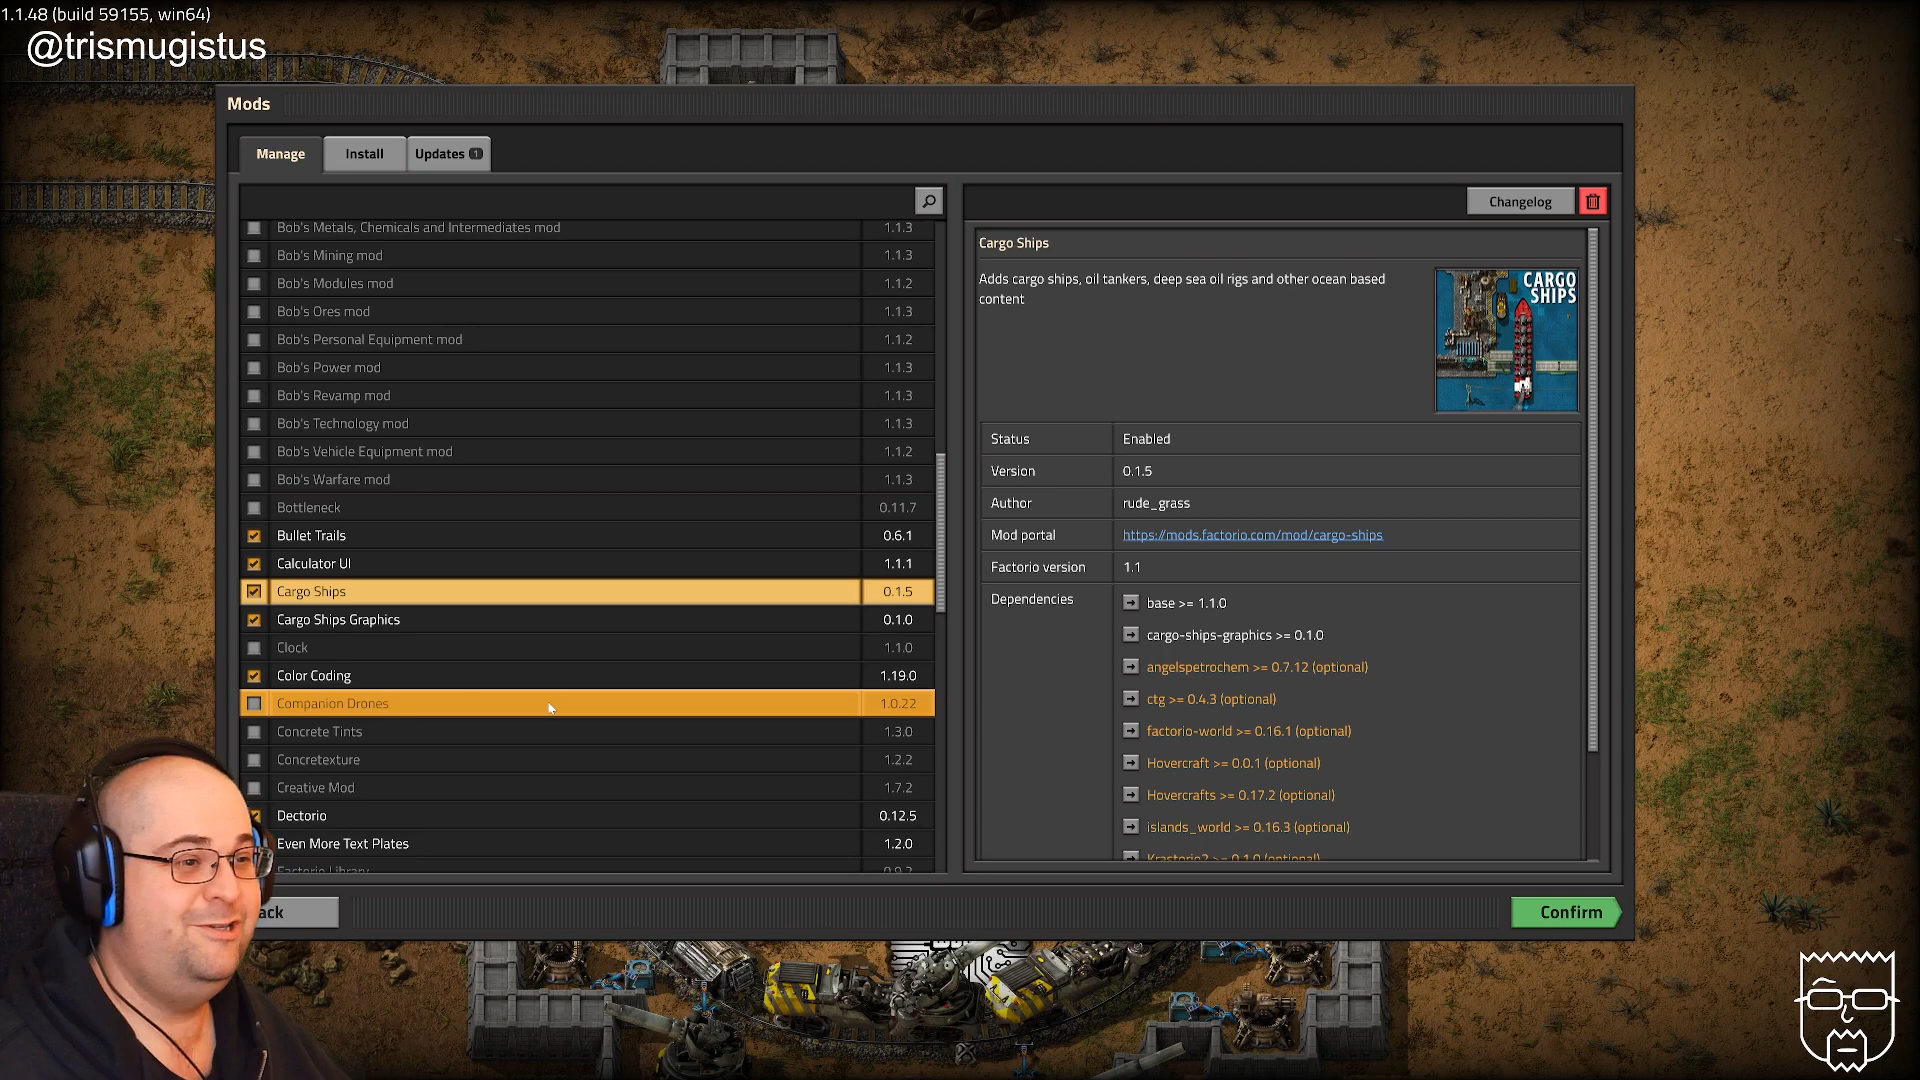 1.1.48 (build 59155, win64)
@trismugistus
Mods
Manage
Install
Updates 1
Changelog
Bob's Metals, Chemicals and Intermediates mod 1.1.3
Bob's Mining mod 1.1.3
Bob's Modules mod 1.1.2
Bob's Ores mod 1.1.3
Bob's Personal Equipment mod 1.1.2
Bob's Power mod 1.1.3
Bob's Revamp mod 1.1.3
Bob's Technology mod 1.1.3
Bob's Vehicle Equipment mod 1.1.2
Bob's Warfare mod 1.1.3
Bottleneck 0.11.7
Bullet Trails 0.6.1
Calculator UI 1.1.1
Cargo Ships 0.1.5
Cargo Ships Graphics 0.1.0
Clock 1.1.0
Color Coding 1.19.0
Companion Drones 1.0.22
Concrete Tints 1.3.0
Concretexture 1.2.2
Creative Mod 1.7.2
Dectorio 0.12.5
Even More Text Plates 1.2.0
Factorio Library 0.9.2
Cargo Ships
Adds cargo ships, oil tankers, deep sea oil rigs and other ocean based
content
CARGO
SHIPS
Status Enabled
Version 0.1.5
Author rude_grass
Mod portal https://mods.factorio.com/mod/cargo-ships
Factorio version 1.1
Dependencies
base >= 1.1.0
cargo-ships-graphics >= 0.1.0
angelspetrochem >= 0.7.12 (optional)
ctg >= 0.4.3 (optional)
factorio-world >= 0.16.1 (optional)
Hovercraft >= 0.0.1 (optional)
Hovercrafts >= 0.17.2 (optional)
islands_world >= 0.16.3 (optional)
Krastorio2 >= 0.1.0 (optional)
ack
Confirm